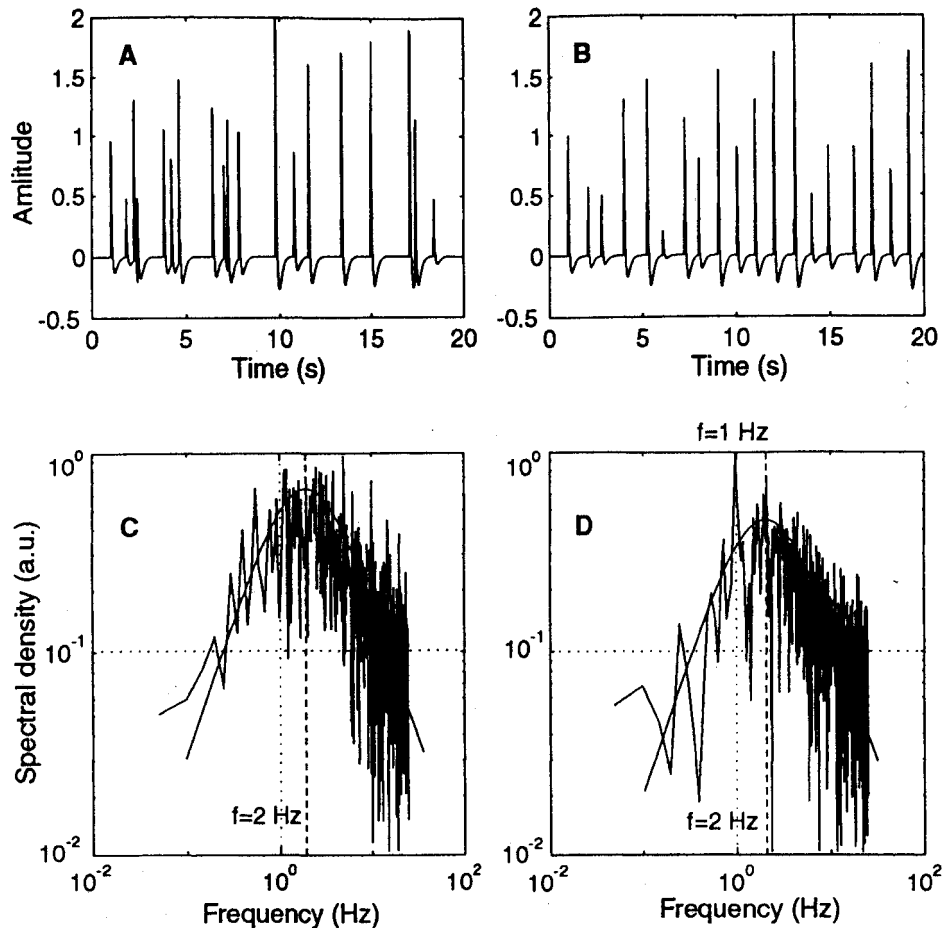 A
B
Amlitude
2
1.5
1
0.5
0
-0.5
0 5 10 15 20
Time (s)
2
1.5
1
0.5
0
-0.5
0 5 10 15 20
Time (s)
f=1 Hz
C
D
Spectral density (a.u.)
10^0
10^-1
10^-2
f=2 Hz
10^-2 10^0 10^2
Frequency (Hz)
10^0
10^-1
10^-2
f=2 Hz
10^-2 10^0 10^2
Frequency (Hz)